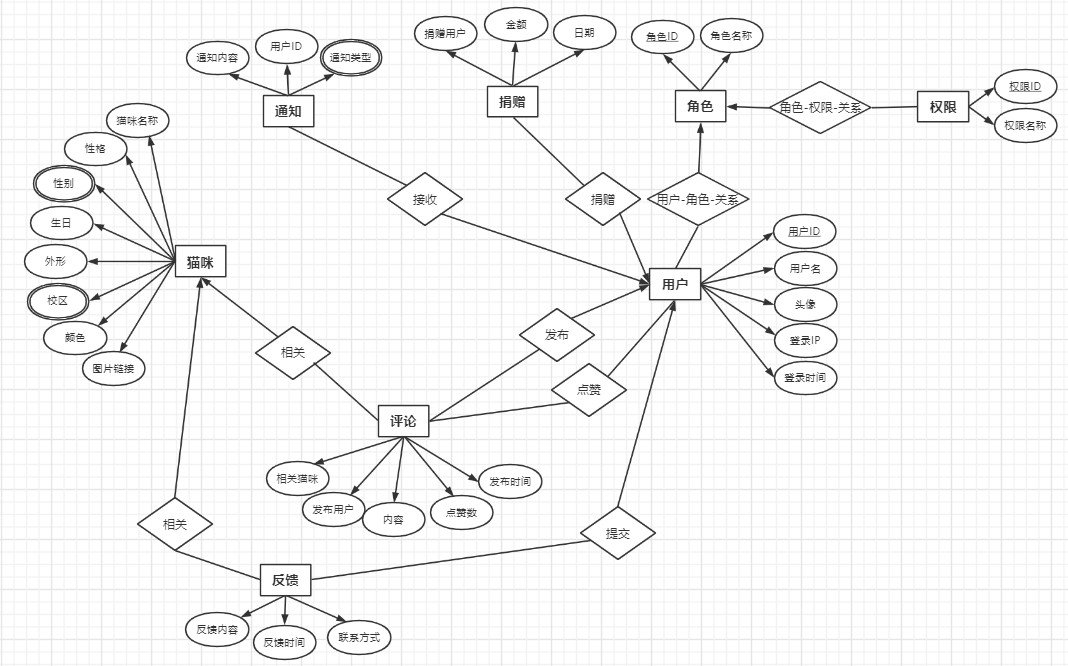 通知内容
用户ID
通知类型
通知
捐赠用户
金额
日期
捐赠
角色ID
角色名称
角色
角色-权限-关系
权限
权限ID
权限名称
猫咪名称
性格
性别
生日
外形
校区
颜色
图片链接
猫咪
接收
捐赠
用户-角色-关系
用户
用户ID
用户名
头像
登录IP
登录时间
相关
发布
点赞
评论
相关猫咪
发布用户
内容
点赞数
发布时间
相关
提交
反馈
反馈内容
反馈时间
联系方式